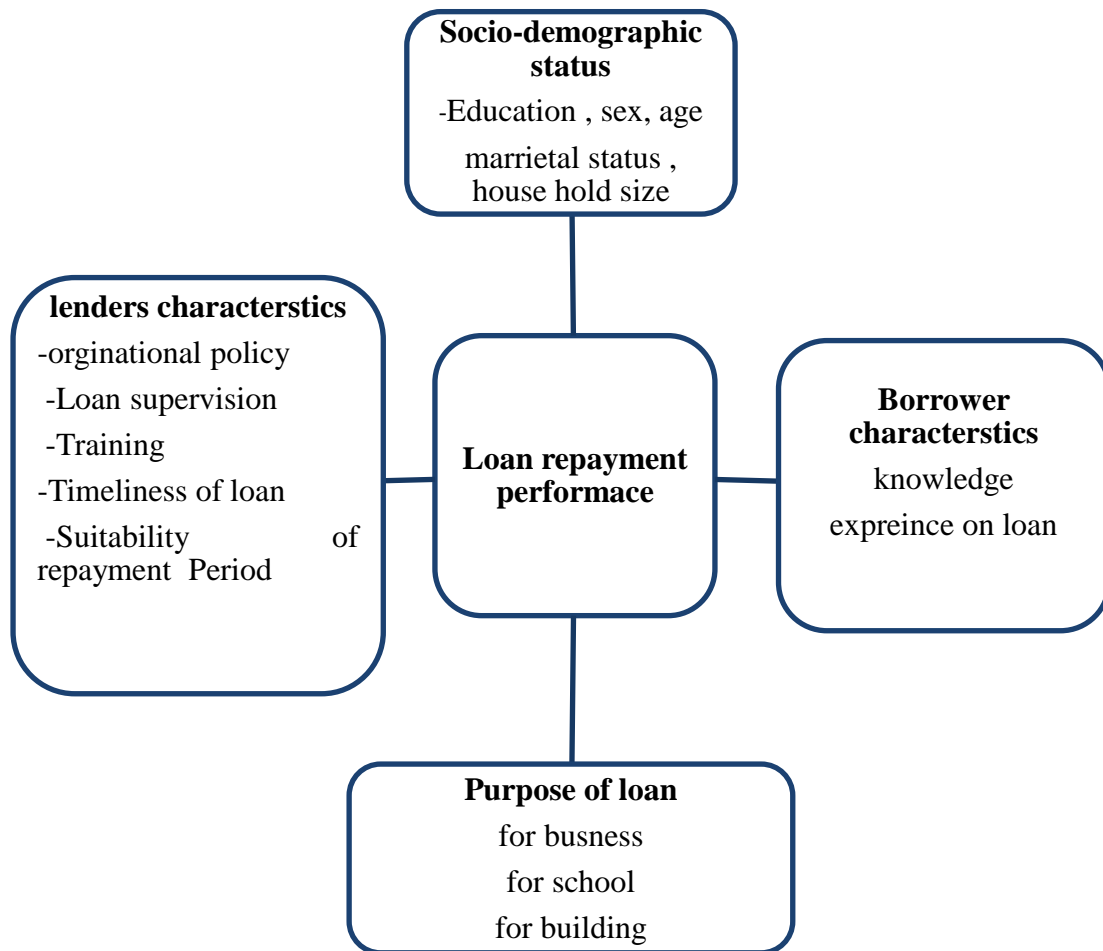 Socio-demographic
status
-Education , sex, age
marrietal status ,
house hold size
lenders characterstics
-orginational policy
-Loan supervision
-Training
-Timeliness of loan
-Suitability of
repayment Period
Loan repayment
performace
Borrower
characterstics
knowledge
expreince on loan
Purpose of loan
for busness
for school
for building